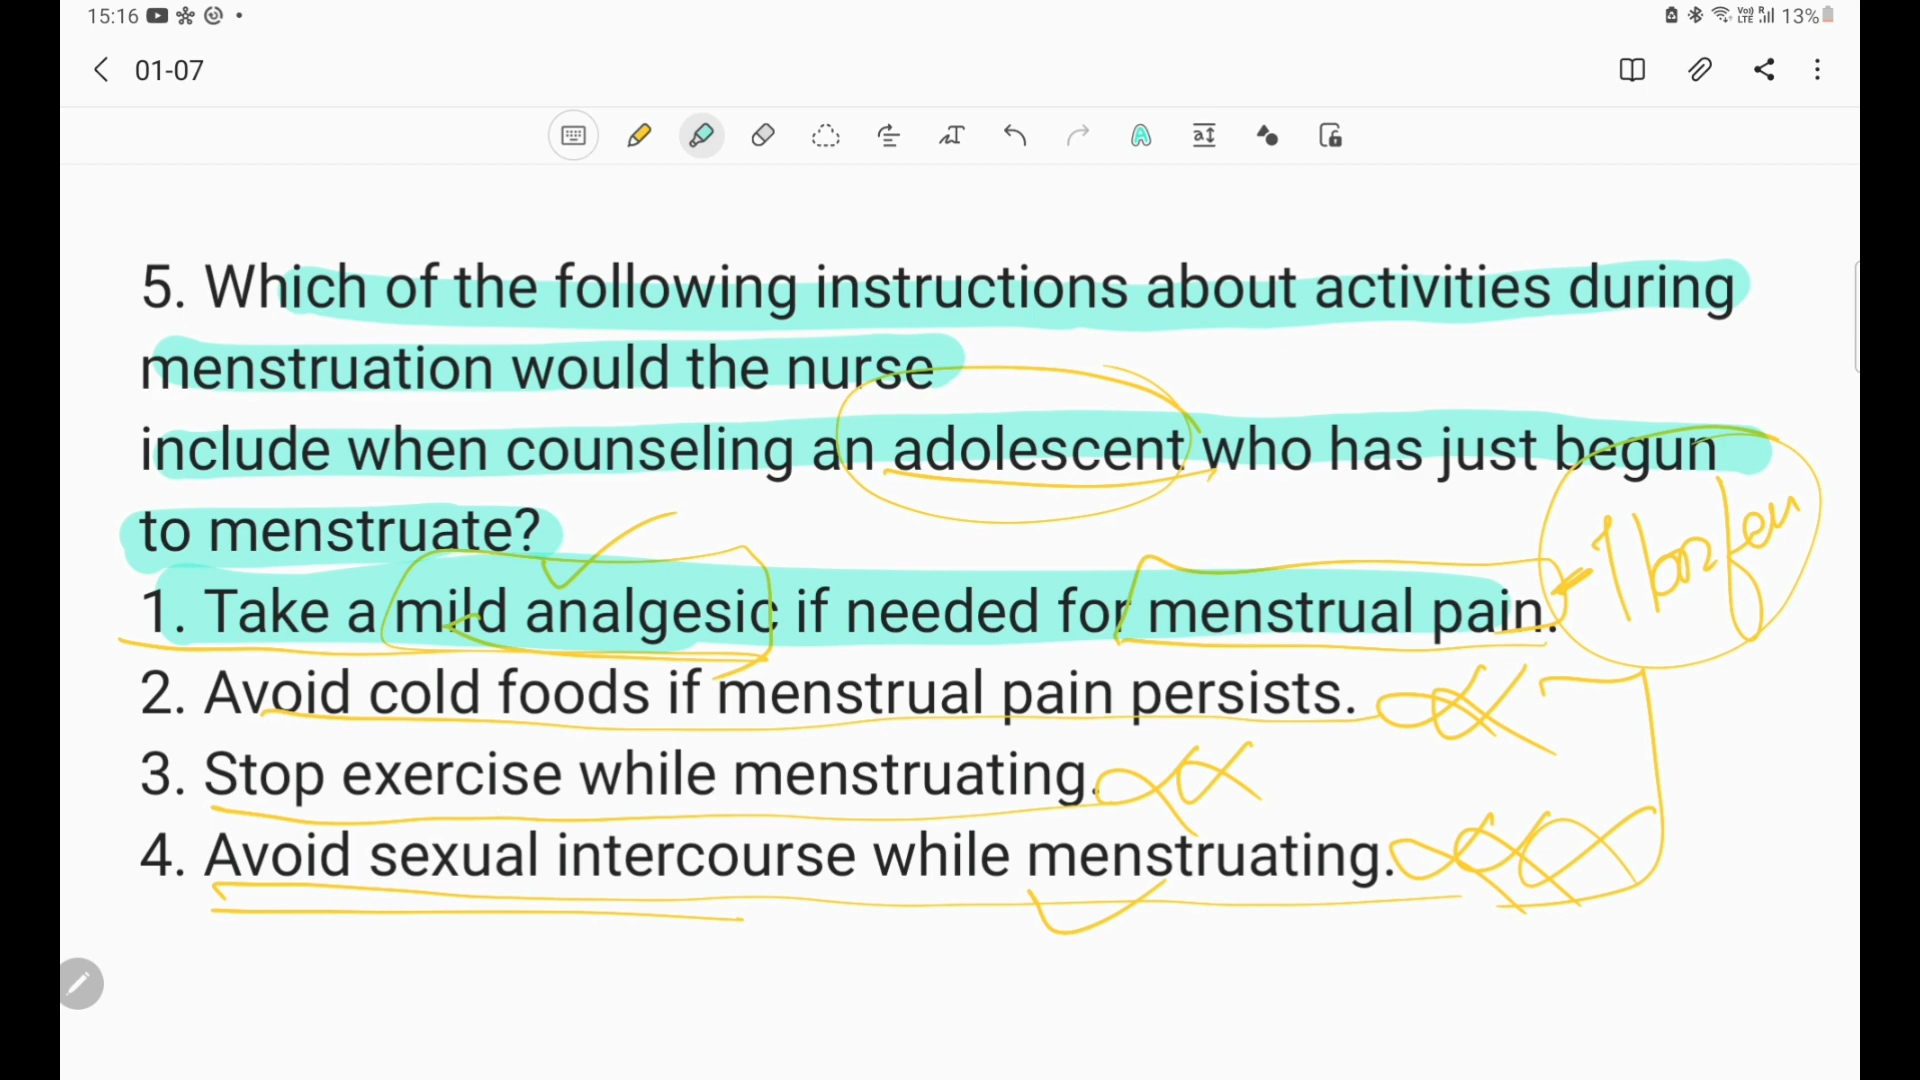 15:16 13%
01-07
5. Which of the following instructions about activities during
menstruation would the nurse
include when counseling an adolescent who has just begun
to menstruate?
1. Take a mild analgesic if needed for menstrual pain.
2. Avoid cold foods if menstrual pain persists.
3. Stop exercise while menstruating.
4. Avoid sexual intercourse while menstruating.